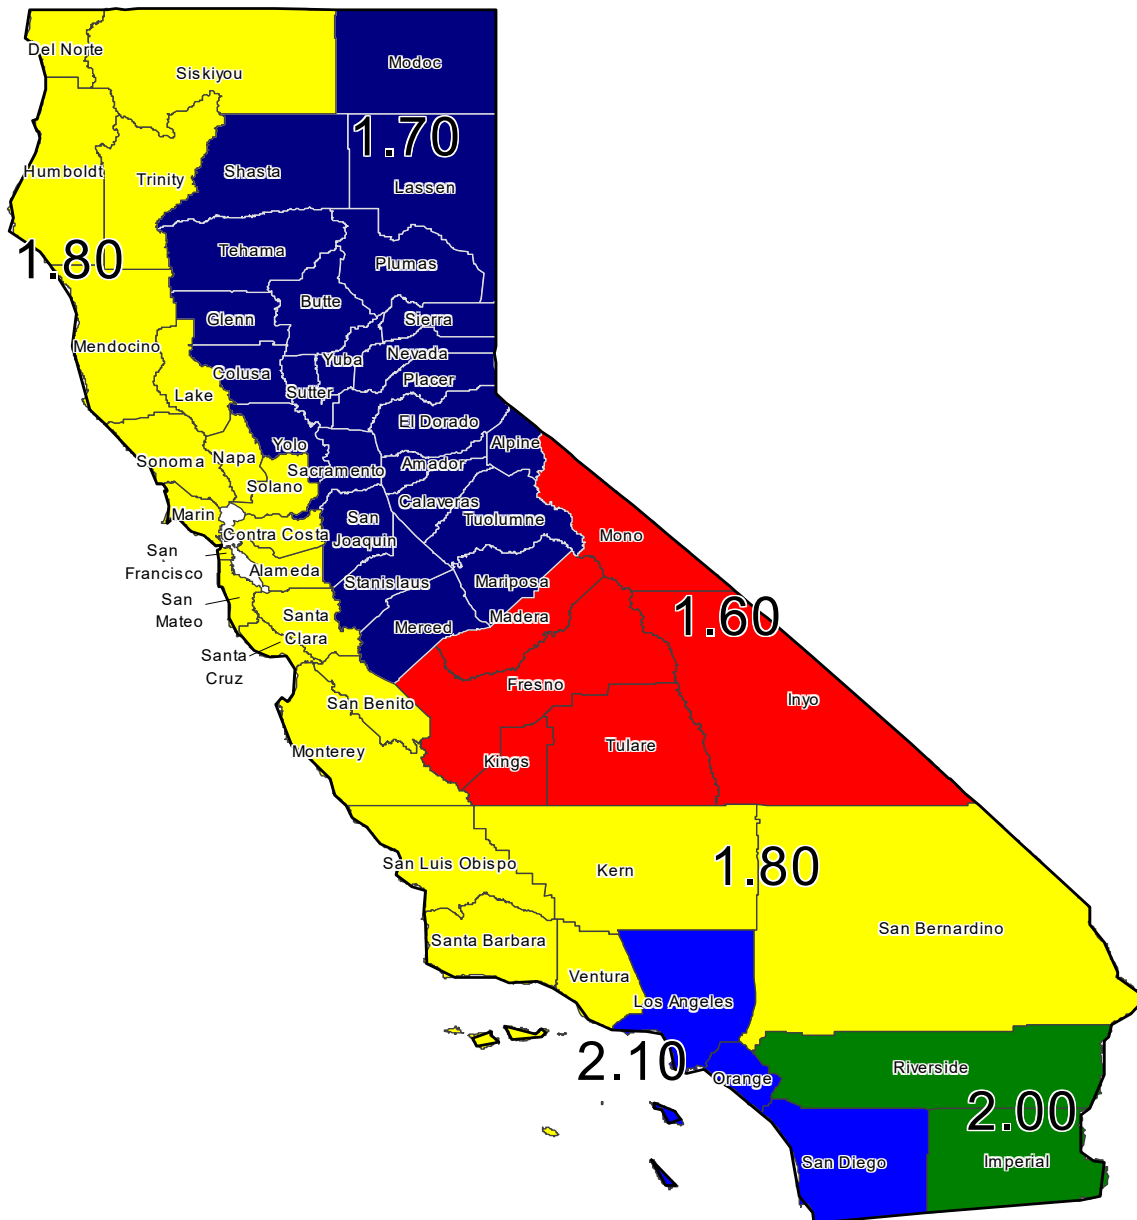 Del Norte
Siskiyou
Modoc
1.70
Shasta
Lassen
Humboldt
Trinity
1.80
Tehama
Plumas
Butte
Glenn
Sierra
Mendocino
Yuba
Nevada
Colusa
Placer
Lake
Sutter
El Dorado
Yolo
Alpine
Sonoma
Napa
Sacramento
Amador
Solano
Calaveras
Marin
San
Joaquin
Tuolumne
Contra Costa
Mono
San
Francisco
Alameda
Stanislaus
Mariposa
San
Mateo
Santa
Clara
Merced
Madera
1.60
Santa
Cruz
Fresno
Inyo
San Benito
Monterey
Kings
Tulare
San Luis Obispo
Kern
1.80
San Bernardino
Santa Barbara
Ventura
Los Angeles
2.10
Orange
Riverside
2.00
San Diego
Imperial